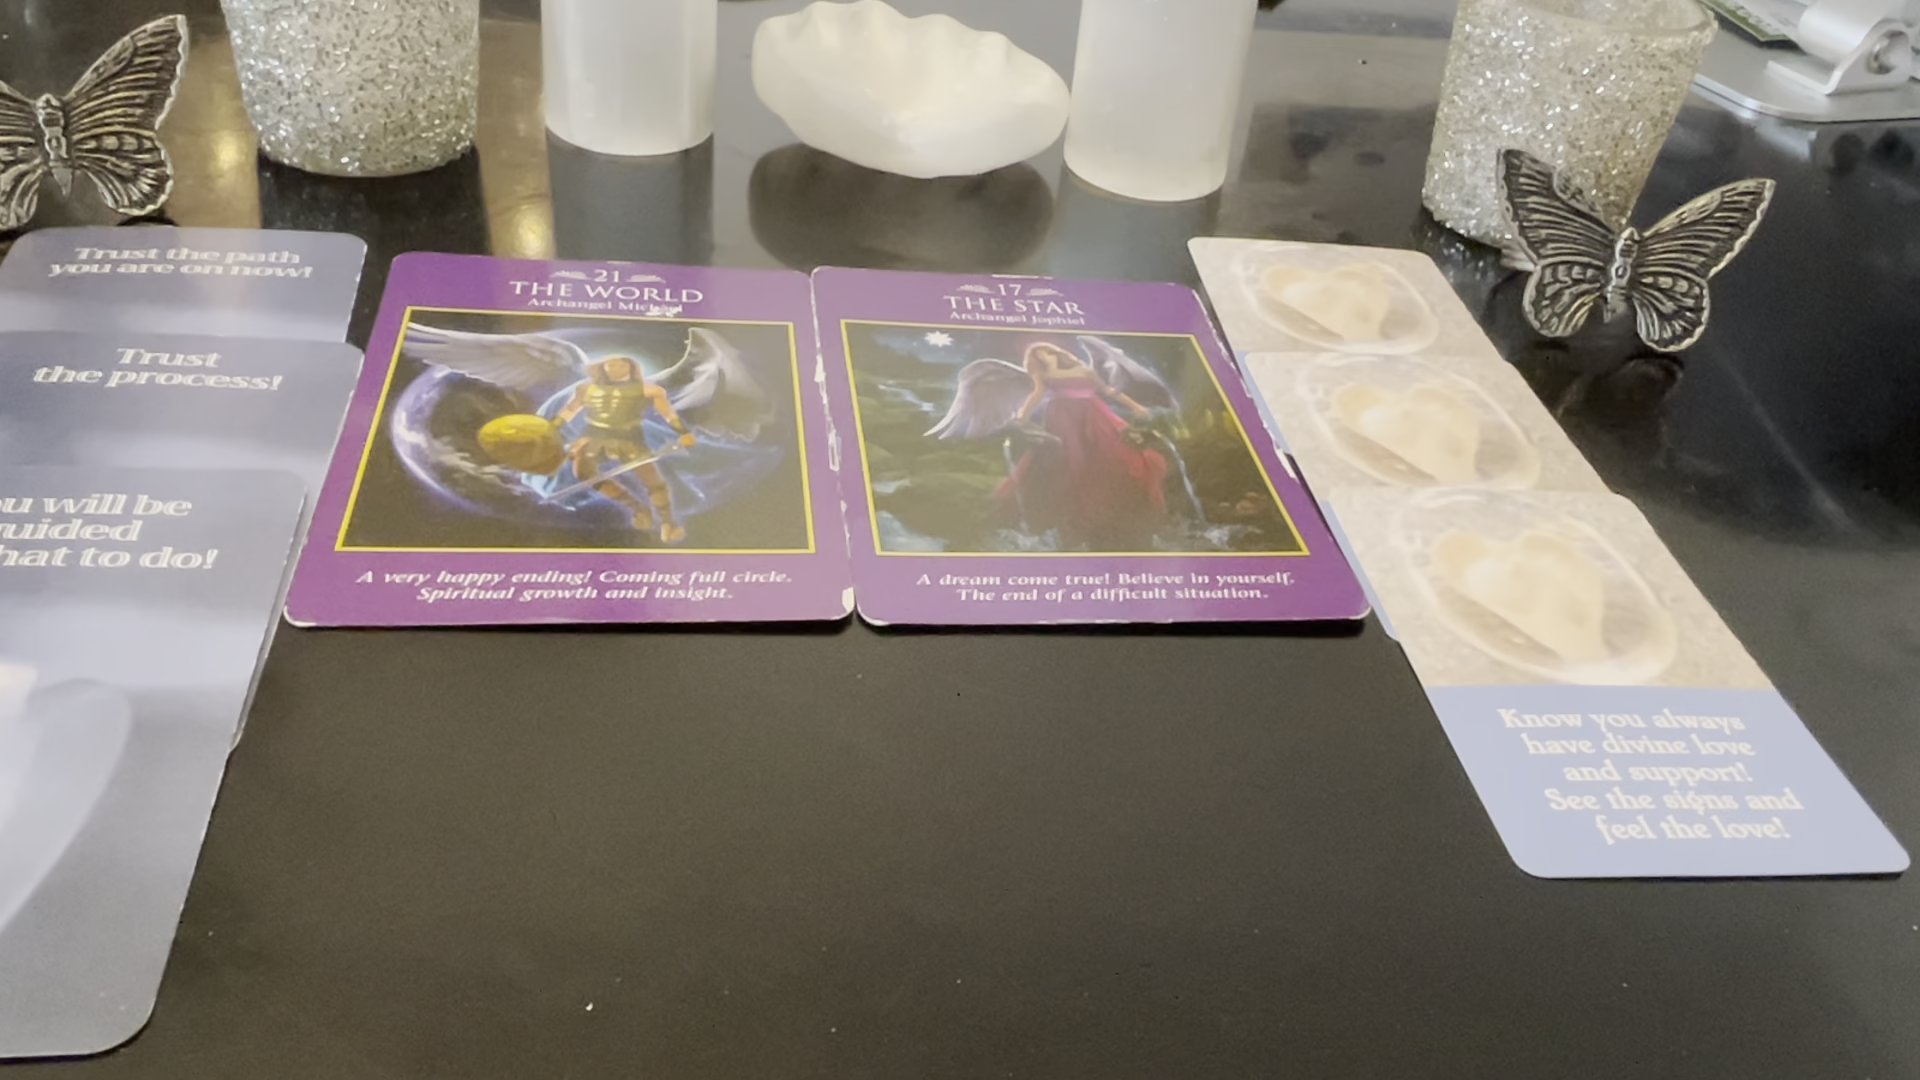 Trust the path
you are on now!
Trust
the process!
will be
to do!
21
THE WORLD
Archangel Michael
A very happy ending! Coming full circle.
Spiritual growth and insight.
17
THE STAR
Archangel Jophiel
A dream come true! Believe in yourself.
The end of a difficult situation.
Know you always
have divine love
and support!
See the signs and
feel the love!